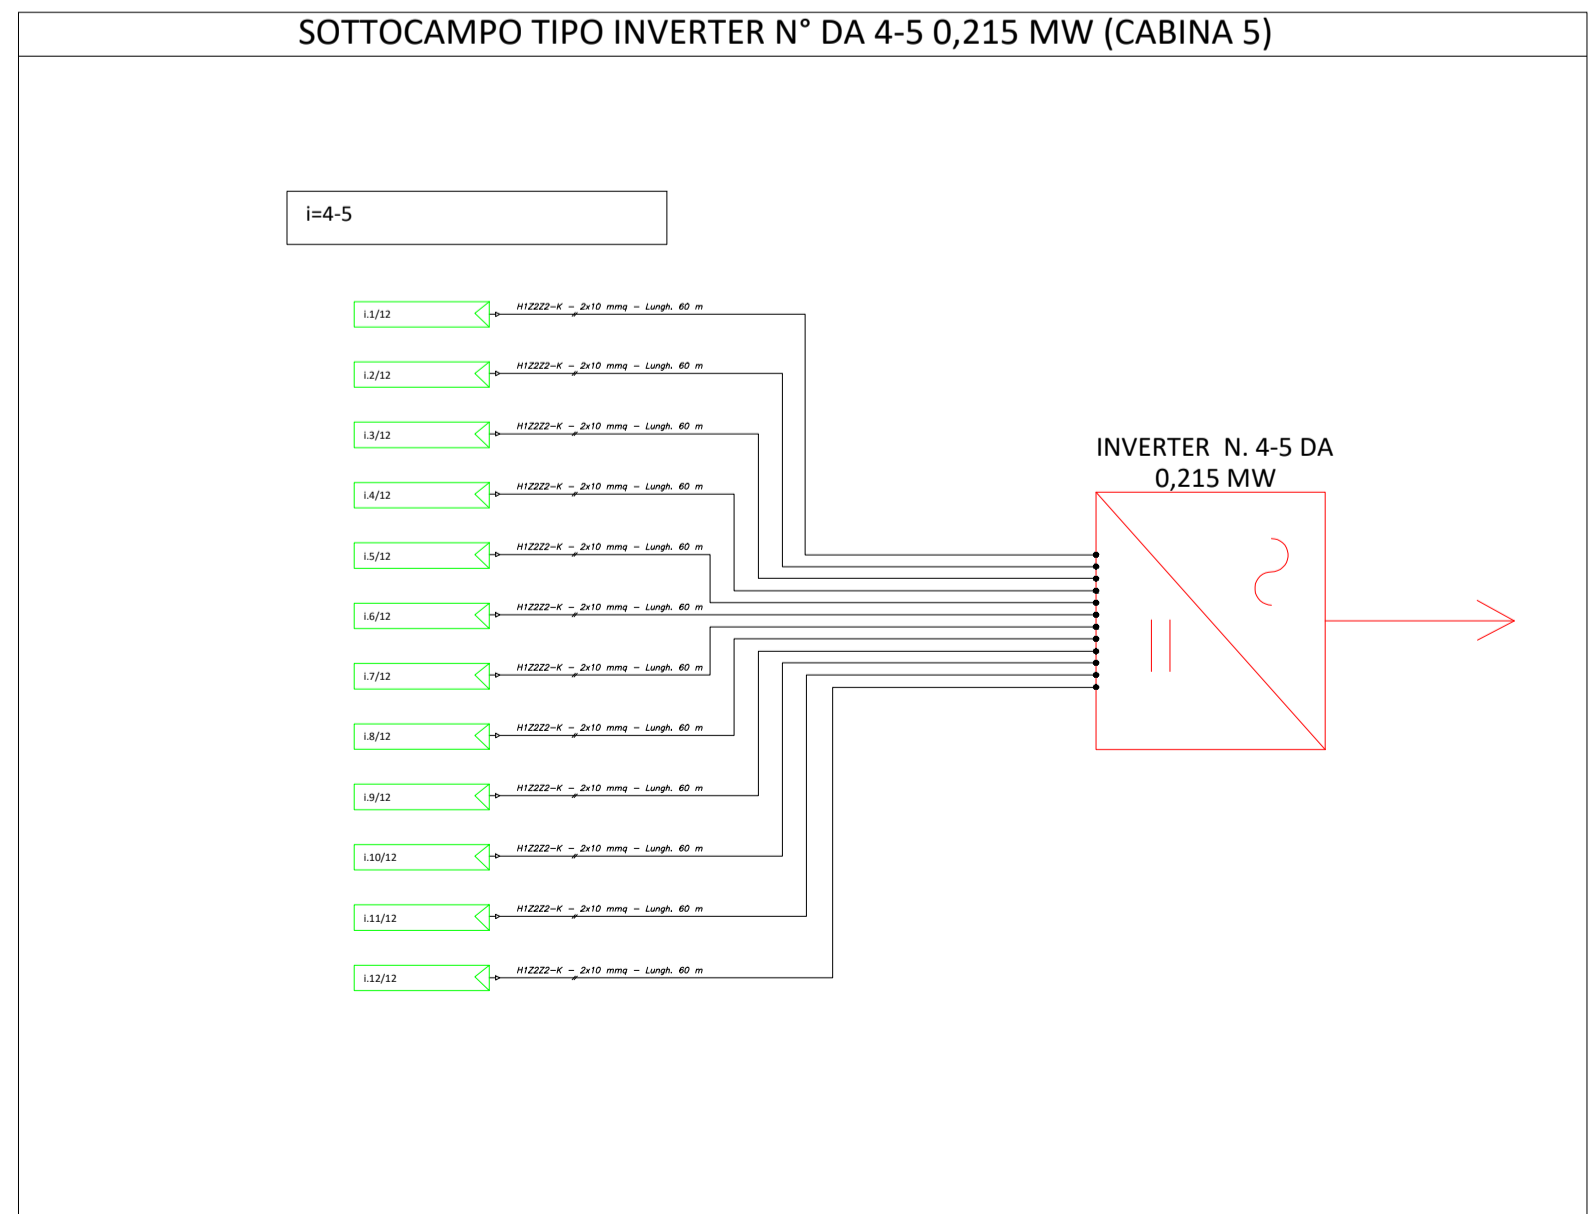 SOTTOCAMPO TIPO INVERTER N° DA 4-5 0,215 MW (CABINA 5)
i=4-5
i.1/12
H1Z2Z2-K - 2x10 mmq - Lungh. 60 m
i.2/12
H1Z2Z2-K - 2x10 mmq - Lungh. 60 m
i.3/12
H1Z2Z2-K - 2x10 mmq - Lungh. 60 m
i.4/12
H1Z2Z2-K - 2x10 mmq - Lungh. 60 m
i.5/12
H1Z2Z2-K - 2x10 mmq - Lungh. 60 m
i.6/12
H1Z2Z2-K - 2x10 mmq - Lungh. 60 m
i.7/12
H1Z2Z2-K - 2x10 mmq - Lungh. 60 m
i.8/12
H1Z2Z2-K - 2x10 mmq - Lungh. 60 m
i.9/12
H1Z2Z2-K - 2x10 mmq - Lungh. 60 m
i.10/12
H1Z2Z2-K - 2x10 mmq - Lungh. 60 m
i.11/12
H1Z2Z2-K - 2x10 mmq - Lungh. 60 m
i.12/12
H1Z2Z2-K - 2x10 mmq - Lungh. 60 m
INVERTER N. 4-5 DA
0,215 MW